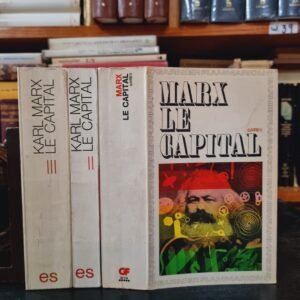 KARL MARX
LE CAPITAL
III
es
KARL MARX
LE CAPITAL
II
es
MARX
LE CAPITAL
GF
MARX
LE
CAPITAL